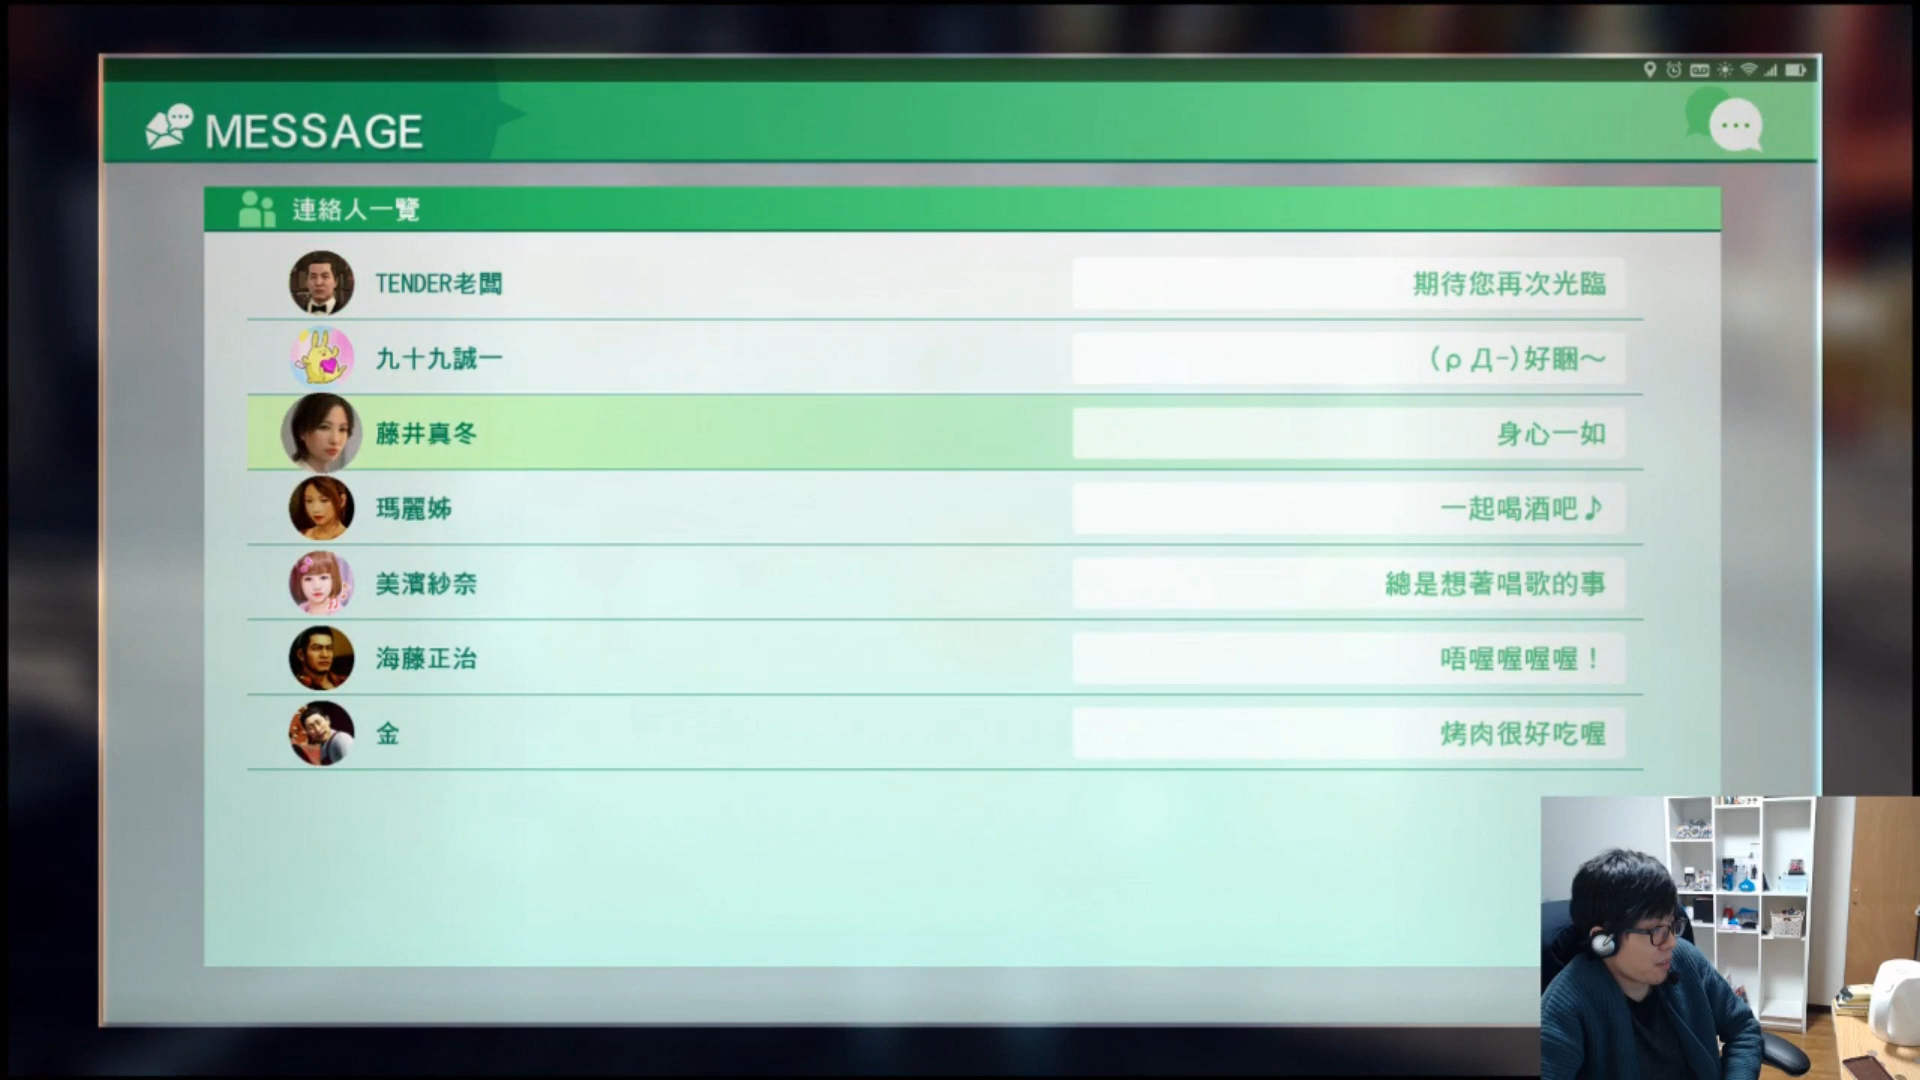 MESSAGE
連絡人一覽
TENDER老闆 期待您再次光臨
九十九誠一 (ρД-)好睏～
藤井真冬 身心一如
瑪麗姊 一起喝酒吧♪
美濱紗奈 總是想著唱歌的事
海藤正治 唔喔喔喔喔！
金 烤肉很好吃喔